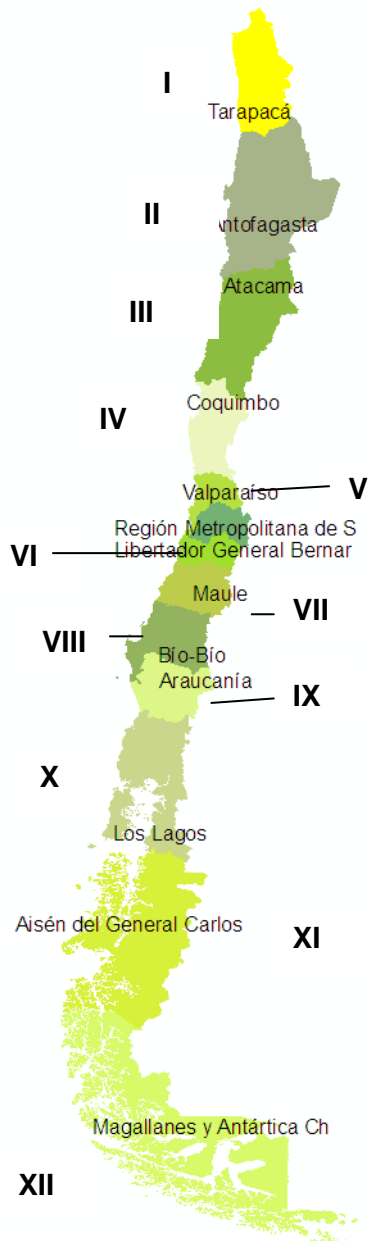 I
Tarapacá
II
ntofagasta
Atacama
III
Coquimbo
IV
Valparaíso
V
Región Metropolitana de S
VI
Libertador General Bernar
Maule
VII
VIII
Bío-Bío
Araucanía
IX
X
Los Lagos
Aisén del General Carlos
XI
Magallanes y Antártica Ch
XII